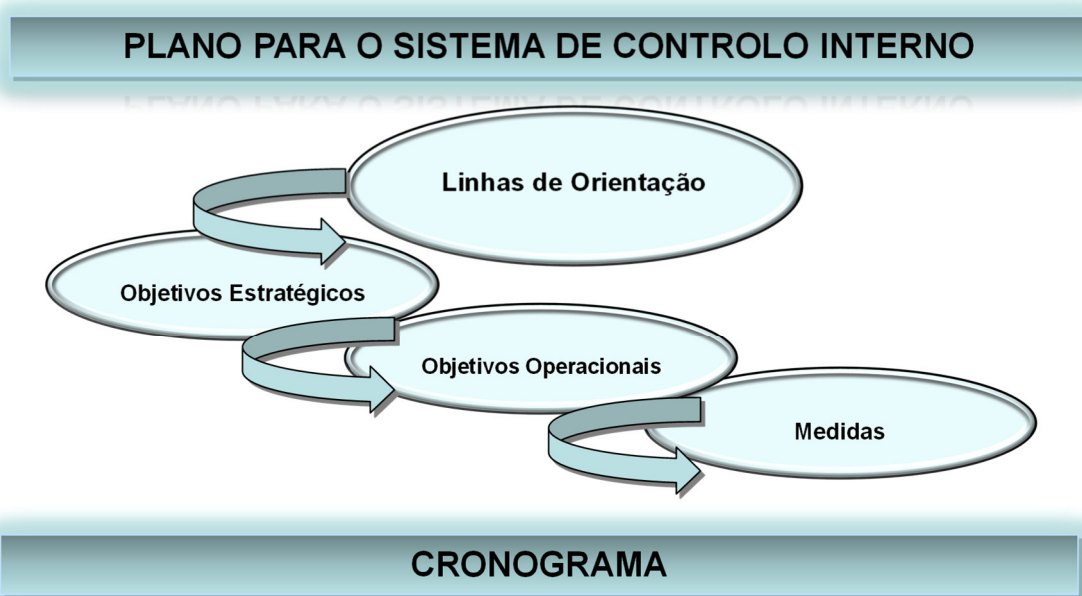 PLANO PARA O SISTEMA DE CONTROLO INTERNO
Linhas de Orientação
Objetivos Estratégicos
Objetivos Operacionais
Medidas
CRONOGRAMA